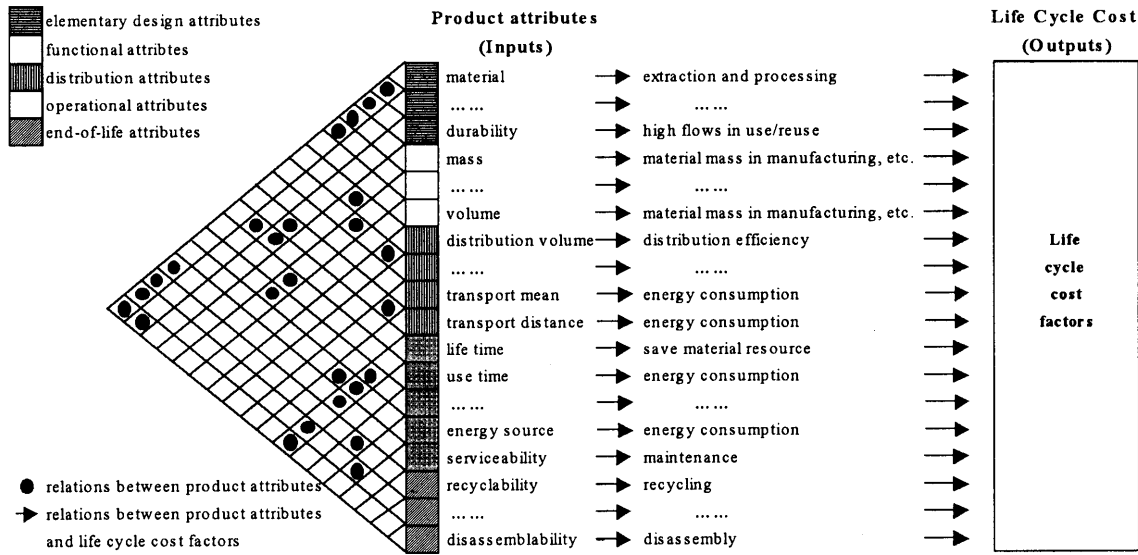 elementary design attributes
functional attribtes
distribution attributes
operational attributes
end-of-life attributes
Product attributes
(Inputs)
Life Cycle Cost
(Outputs)
material extraction and processing
...... ......
durability high flows in use/reuse
mass material mass in manufacturing, etc.
...... ......
volume material mass in manufacturing, etc.
distribution volume distribution efficiency
...... ......
transport mean energy consumption
transport distance energy consumption
life time save material resource
use time energy consumption
...... ......
energy source energy consumption
serviceability maintenance
recyclability recycling
...... ......
disassemblability disassembly
Life
cycle
cost
factors
relations between product attributes
relations between product attributes
and life cycle cost factors